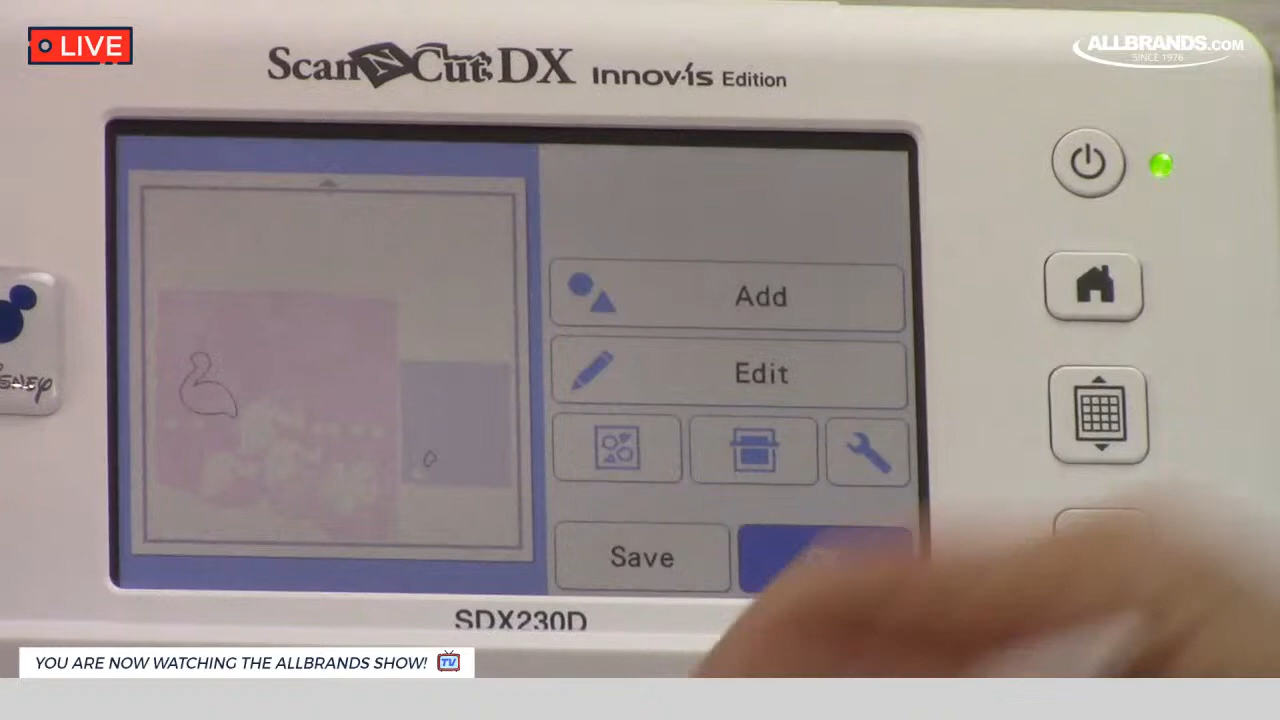 LIVE
ScanNCut DX Innov-ís Edition
ALLBRANDS.COM
SINCE 1976
Add
Edit
Save
SDX230D
YOU ARE NOW WATCHING THE ALLBRANDS SHOW! TV